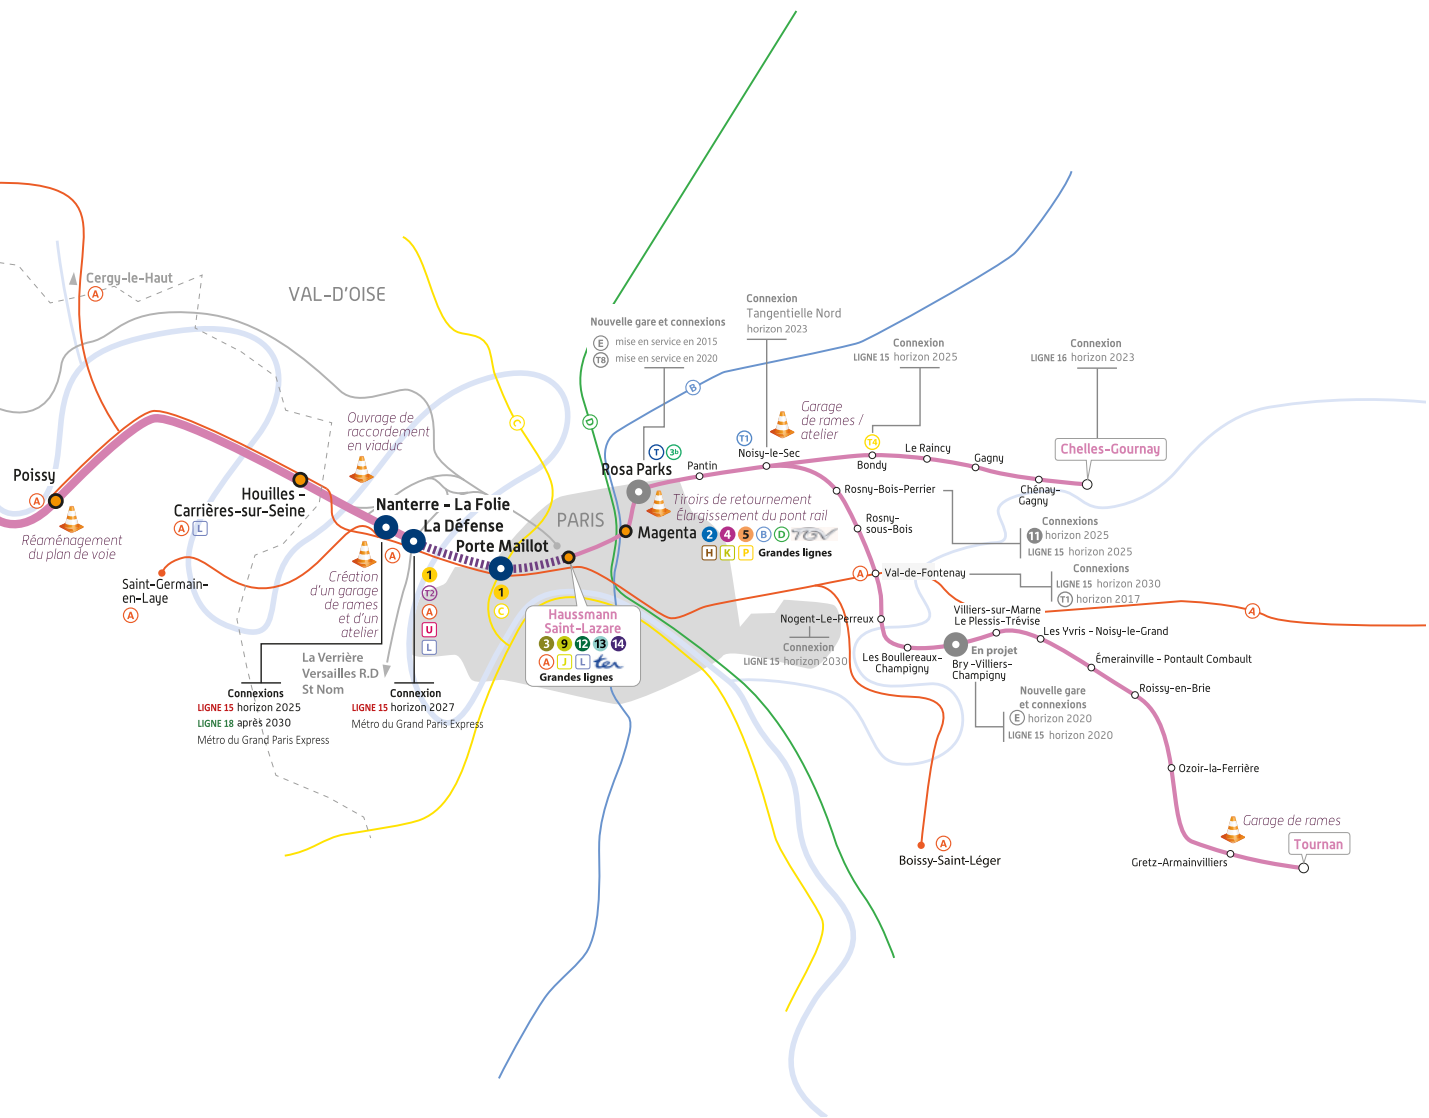 Cergy-le-Haut
A
VAL-D'OISE
Nouvelle gare et connexions
E mise en service en 2015
T8 mise en service en 2020
Connexion
Tangentielle Nord
horizon 2023
Connexion
LIGNE 15 horizon 2025
Connexion
LIGNE 16 horizon 2023
B
C
D
Ouvrage de
raccordement
en viaduc
Garage
de rames /
atelier
T1
Noisy-le-Sec
T4
Bondy
Le Raincy
Gagny
Chénay-
Gagny
Chelles-Gournay
T 3b
Rosa Parks
Pantin
Poissy
A
Réaménagement
du plan de voie
Houilles -
Carrières-sur-Seine
A L
Nanterre - La Folie
La Défense
Porte Maillot
PARIS
Tiroirs de retournement
Élargissement du pont rail
Magenta 2 4 5 B D TGV
H K P Grandes lignes
Rosny-Bois-Perrier
Rosny-
sous-Bois
Connexions
11 horizon 2025
LIGNE 15 horizon 2025
Saint-Germain-
en-Laye
A
A
Création
d'un garage
de rames
et d'un
atelier
1
T2
A
U
L
1
C
Haussmann
Saint-Lazare
3 9 12 13 14
A J L ter
Grandes lignes
A
Val-de-Fontenay
Connexions
LIGNE 15 horizon 2030
T1 horizon 2017
A
Nogent-Le-Perreux
Connexion
LIGNE 15 horizon 2030
Villiers-sur-Marne
Le Plessis-Trévise
Les Yvris - Noisy-le-Grand
Les Boullereaux-
Champigny
En projet
Bry -Villiers-
Champigny
Émerainville - Pontault Combault
Roissy-en-Brie
Nouvelle gare
et connexions
E horizon 2020
LIGNE 15 horizon 2020
La Verrière
Versailles R.D
St Nom
Connexions
LIGNE 15 horizon 2025
LIGNE 18 après 2030
Métro du Grand Paris Express
Connexion
LIGNE 15 horizon 2027
Métro du Grand Paris Express
Ozoir-la-Ferrière
Garage de rames
Tournan
Gretz-Armainvilliers
A
Boissy-Saint-Léger